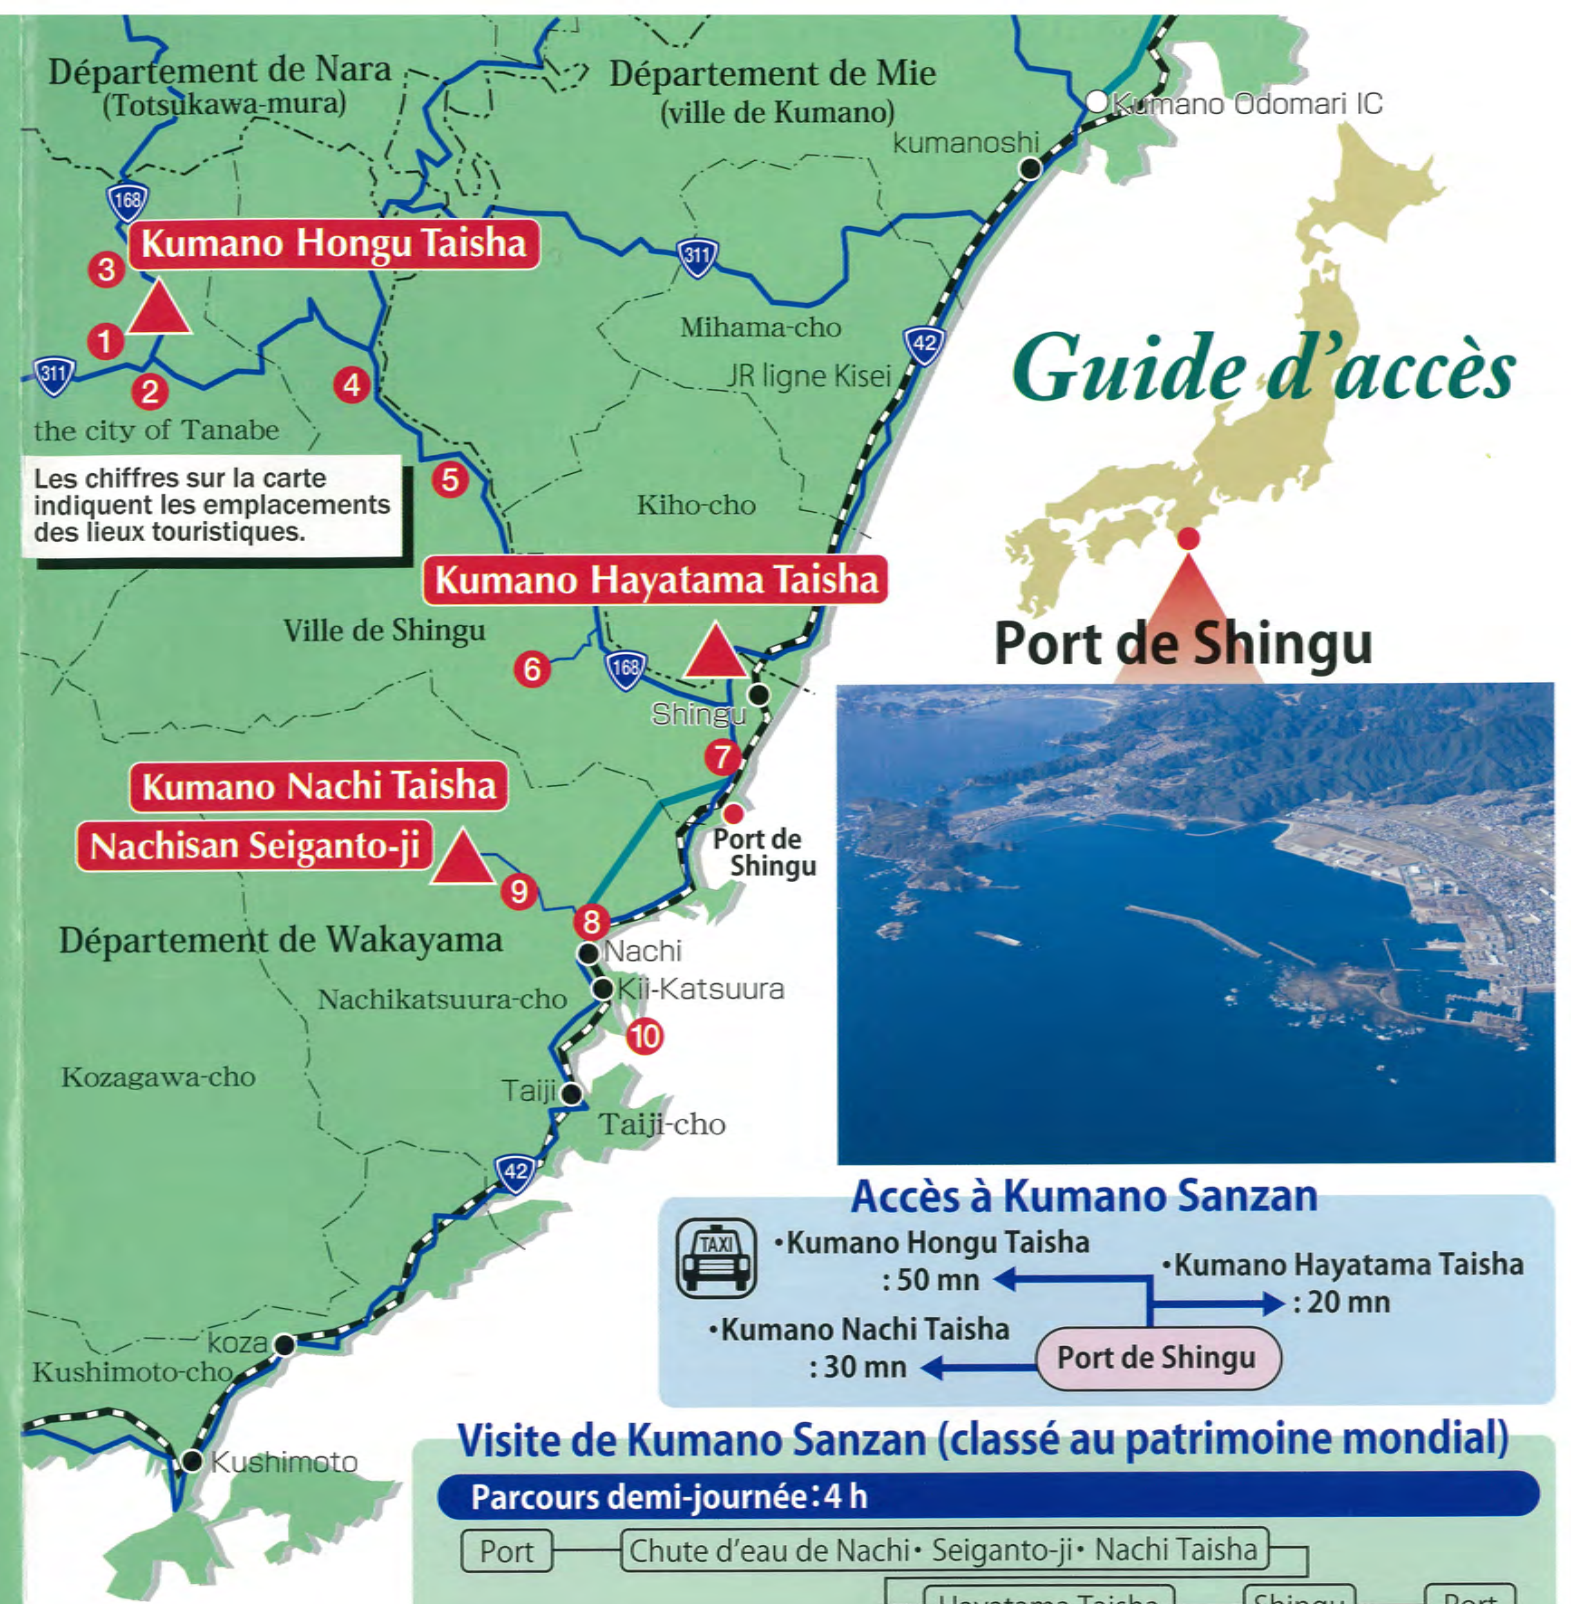 Département de Nara
(Totsukawa-mura)
Département de Mie
(ville de Kumano)
Kumano Odomari IC
kumanoshi
168
Kumano Hongu Taisha
3
311
1
Mihama-cho
42
JR ligne Kisei
311
2
4
the city of Tanabe
Les chiffres sur la carte
indiquent les emplacements
des lieux touristiques.
5
Kiho-cho
Guide d'accès
Kumano Hayatama Taisha
Ville de Shingu
6
168
Shingu
Port de Shingu
7
Kumano Nachi Taisha
Nachisan Seiganto-ji
Port de
Shingu
9
8
Département de Wakayama
Nachi
Nachikatsuura-cho
Kii-Katsuura
10
Kozagawa-cho
Taiji
Taiji-cho
42
koza
Kushimoto-cho
Kushimoto
Accès à Kumano Sanzan
TAXI
•Kumano Hongu Taisha
: 50 mn
•Kumano Hayatama Taisha
: 20 mn
•Kumano Nachi Taisha
: 30 mn
Port de Shingu
Visite de Kumano Sanzan (classé au patrimoine mondial)
Parcours demi-journée:4 h
Port
Chute d'eau de Nachi• Seiganto-ji• Nachi Taisha
Hayatama Taisha
Shingu
Port